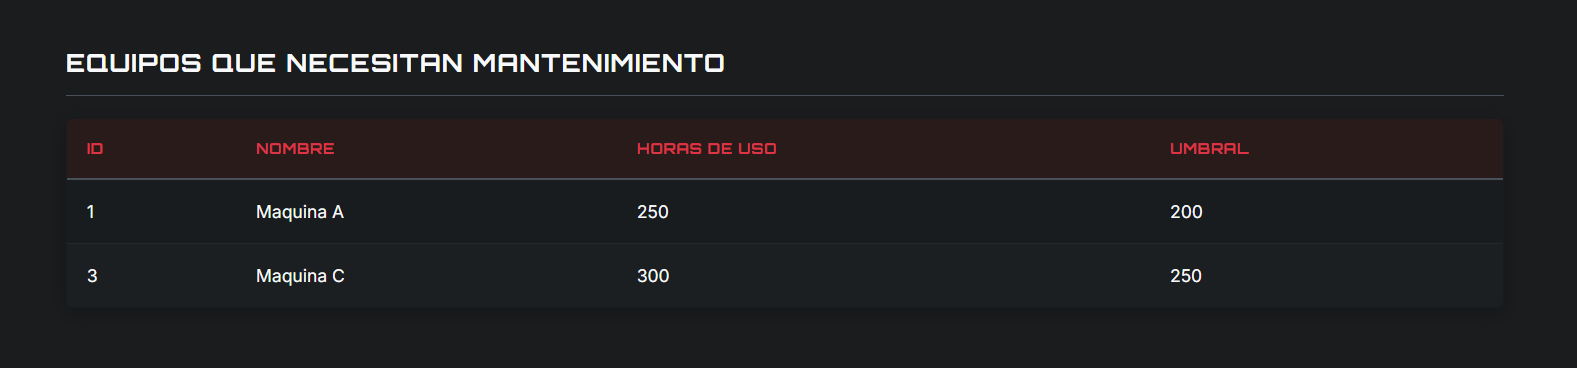 EQUIPOS QUE NECESITAN MANTENIMIENTO
ID NOMBRE HORAS DE USO UMBRAL
1 Maquina A 250 200
3 Maquina C 300 250